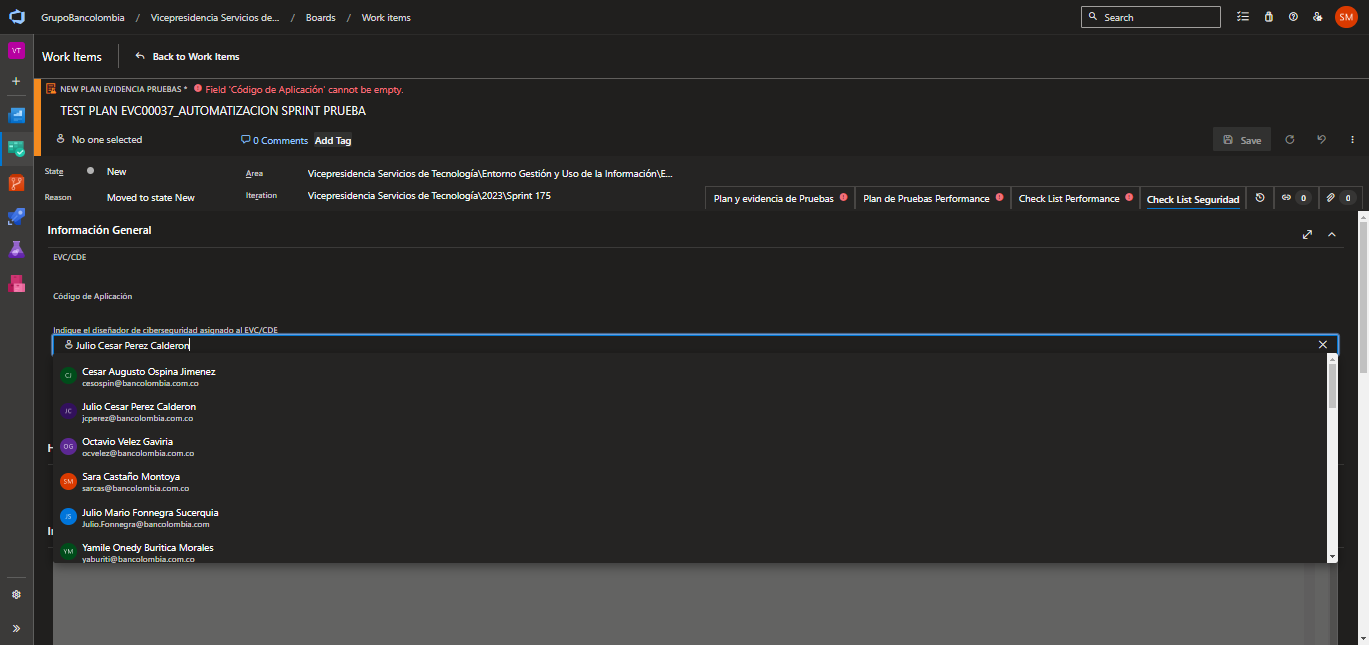 GrupoBancolombia / Vicepresidencia Servicios de... / Boards / Work items
Search
SM
VT
Work Items
Back to Work Items
NEW PLAN EVIDENCIA PRUEBAS * Field 'Código de Aplicación' cannot be empty.
TEST PLAN EVC00037_AUTOMATIZACION SPRINT PRUEBA
No one selected
0 Comments
Add Tag
Save
State
New
Area
Vicepresidencia Servicios de Tecnología\Entorno Gestión y Uso de la Información\E...
Reason
Moved to state New
Iteration
Vicepresidencia Servicios de Tecnología\2023\Sprint 175
Plan y evidencia de Pruebas
Plan de Pruebas Performance
Check List Performance
Check List Seguridad
0
0
Información General
EVC/CDE
Código de Aplicación
Indique el diseñador de ciberseguridad asignado al EVC/CDE
Julio Cesar Perez Calderon
CJ
Cesar Augusto Ospina Jimenez
cesospin@bancolombia.com.co
JC
Julio Cesar Perez Calderon
jcperez@bancolombia.com.co
OG
Octavio Velez Gaviria
ocvelez@bancolombia.com.co
SM
Sara Castaño Montoya
sarcas@bancolombia.com.co
JS
Julio Mario Fonnegra Sucerquia
Julio.Fonnegra@bancolombia.com
YM
Yamile Onedy Buritica Morales
yaburiti@bancolombia.com.co